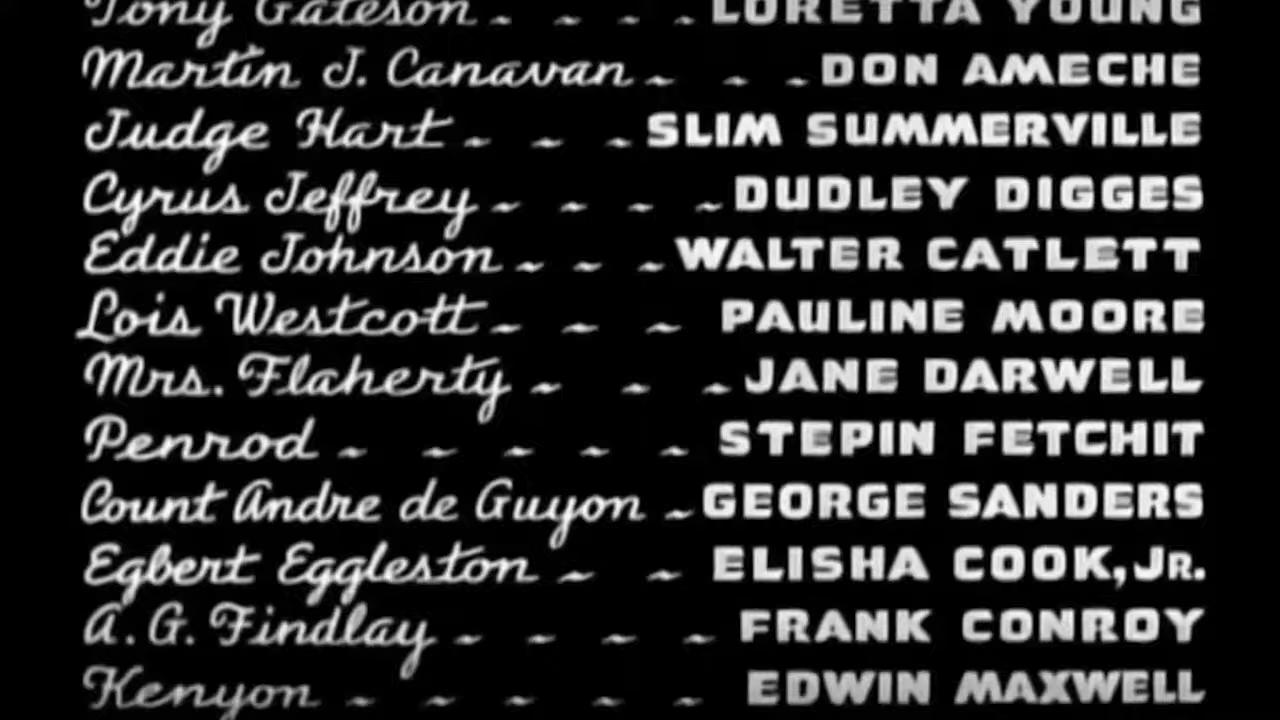 Tony Gateson ~ ~ ~ ~ LORETTA YOUNG
Martin J. Canavan ~ ~ ~ DON AMECHE
Judge Hart ~ ~ ~ SLIM SUMMERVILLE
Cyrus Jeffrey ~ ~ ~ ~ DUDLEY DIGGES
Eddie Johnson ~ ~ ~ WALTER CATLETT
Lois Westcott ~ ~ ~ PAULINE MOORE
Mrs. Flaherty ~ ~ ~ JANE DARWELL
Penrod ~ ~ ~ ~ ~ STEPIN FETCHIT
Count Andre de Guyon ~ GEORGE SANDERS
Egbert Eggleston ~ ~ ELISHA COOK, JR.
A. G. Findlay ~ ~ ~ ~ FRANK CONROY
Kenyon ~ ~ ~ ~ ~ EDWIN MAXWELL